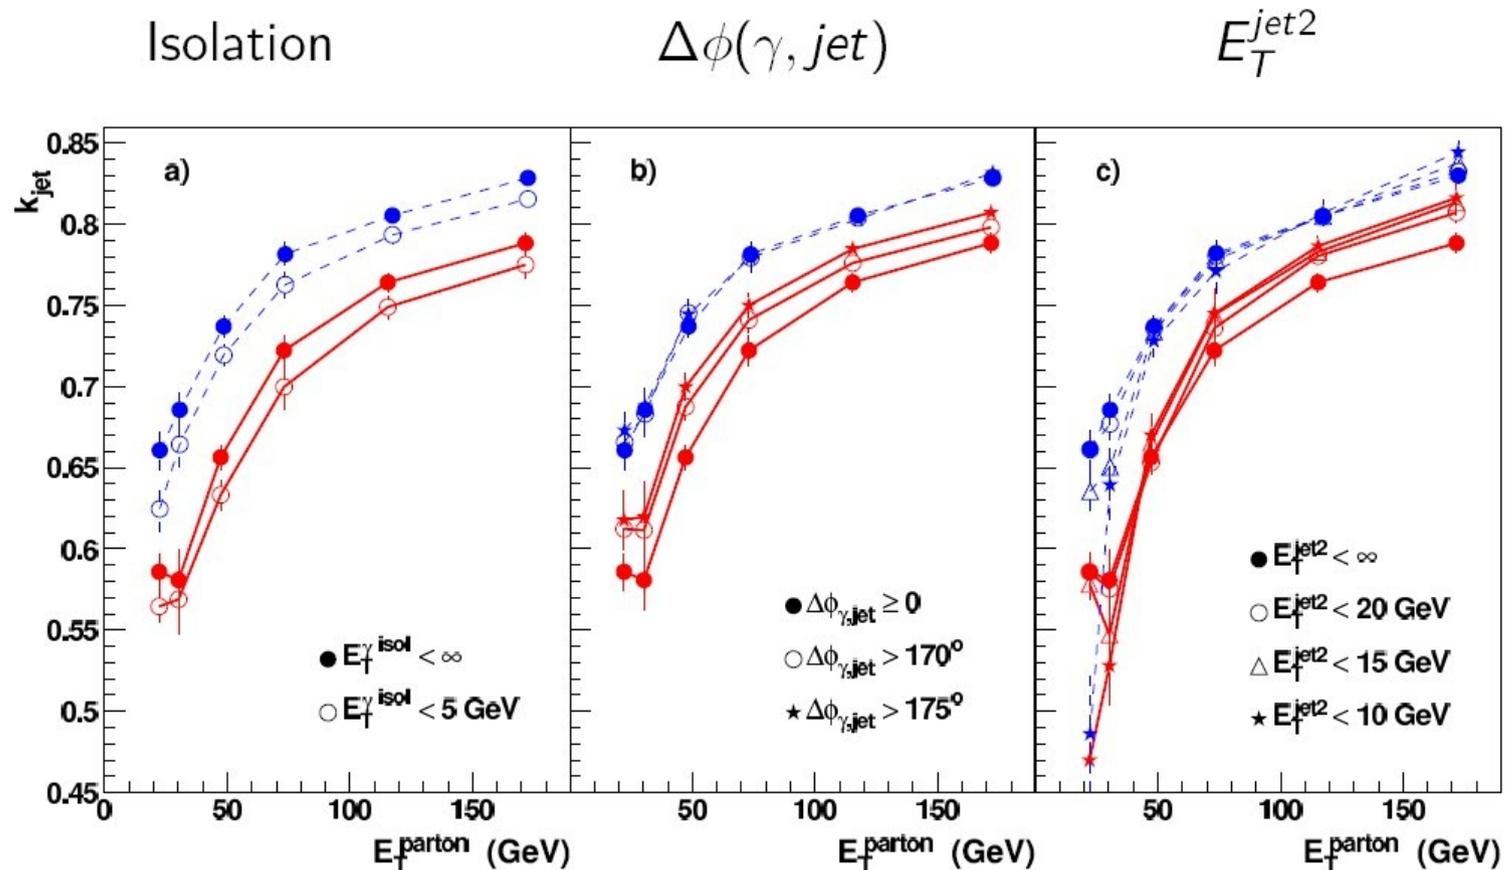 Isolation
Δϕ(γ, jet)
E_T^{jet2}
k_jet
0.85
0.8
0.75
0.7
0.65
0.6
0.55
0.5
0.45
a)
E_T^{γ isol} < ∞
E_T^{γ isol} < 5 GeV
0 50 100 150
E_T^{parton} (GeV)
b)
Δϕ_{γ,jet} ≥ 0
Δϕ_{γ,jet} > 170°
Δϕ_{γ,jet} > 175°
50 100 150
E_T^{parton} (GeV)
c)
E_T^{jet2} < ∞
E_T^{jet2} < 20 GeV
E_T^{jet2} < 15 GeV
E_T^{jet2} < 10 GeV
50 100 150
E_T^{parton} (GeV)